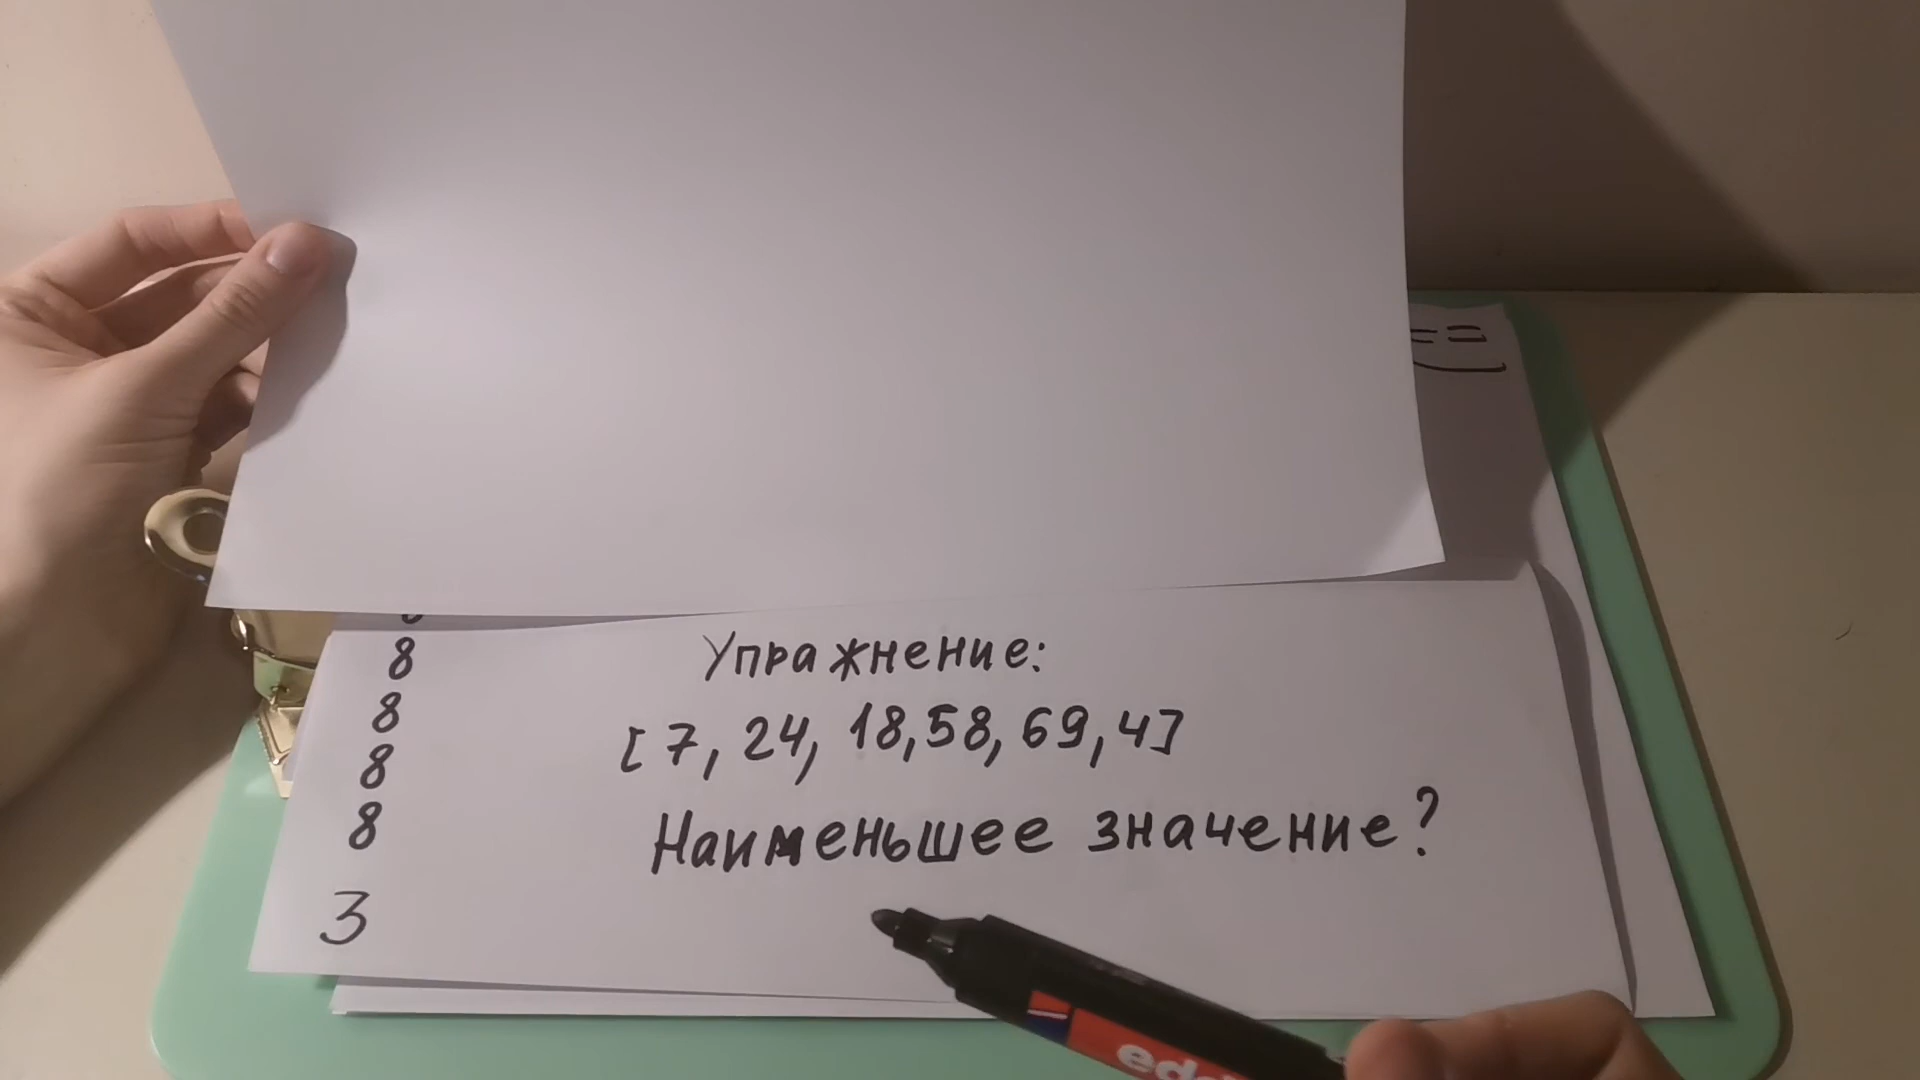 Упражнение:
[7, 24, 18, 58, 69, 4]
Наименьшее значение?
8
8
8
8
3